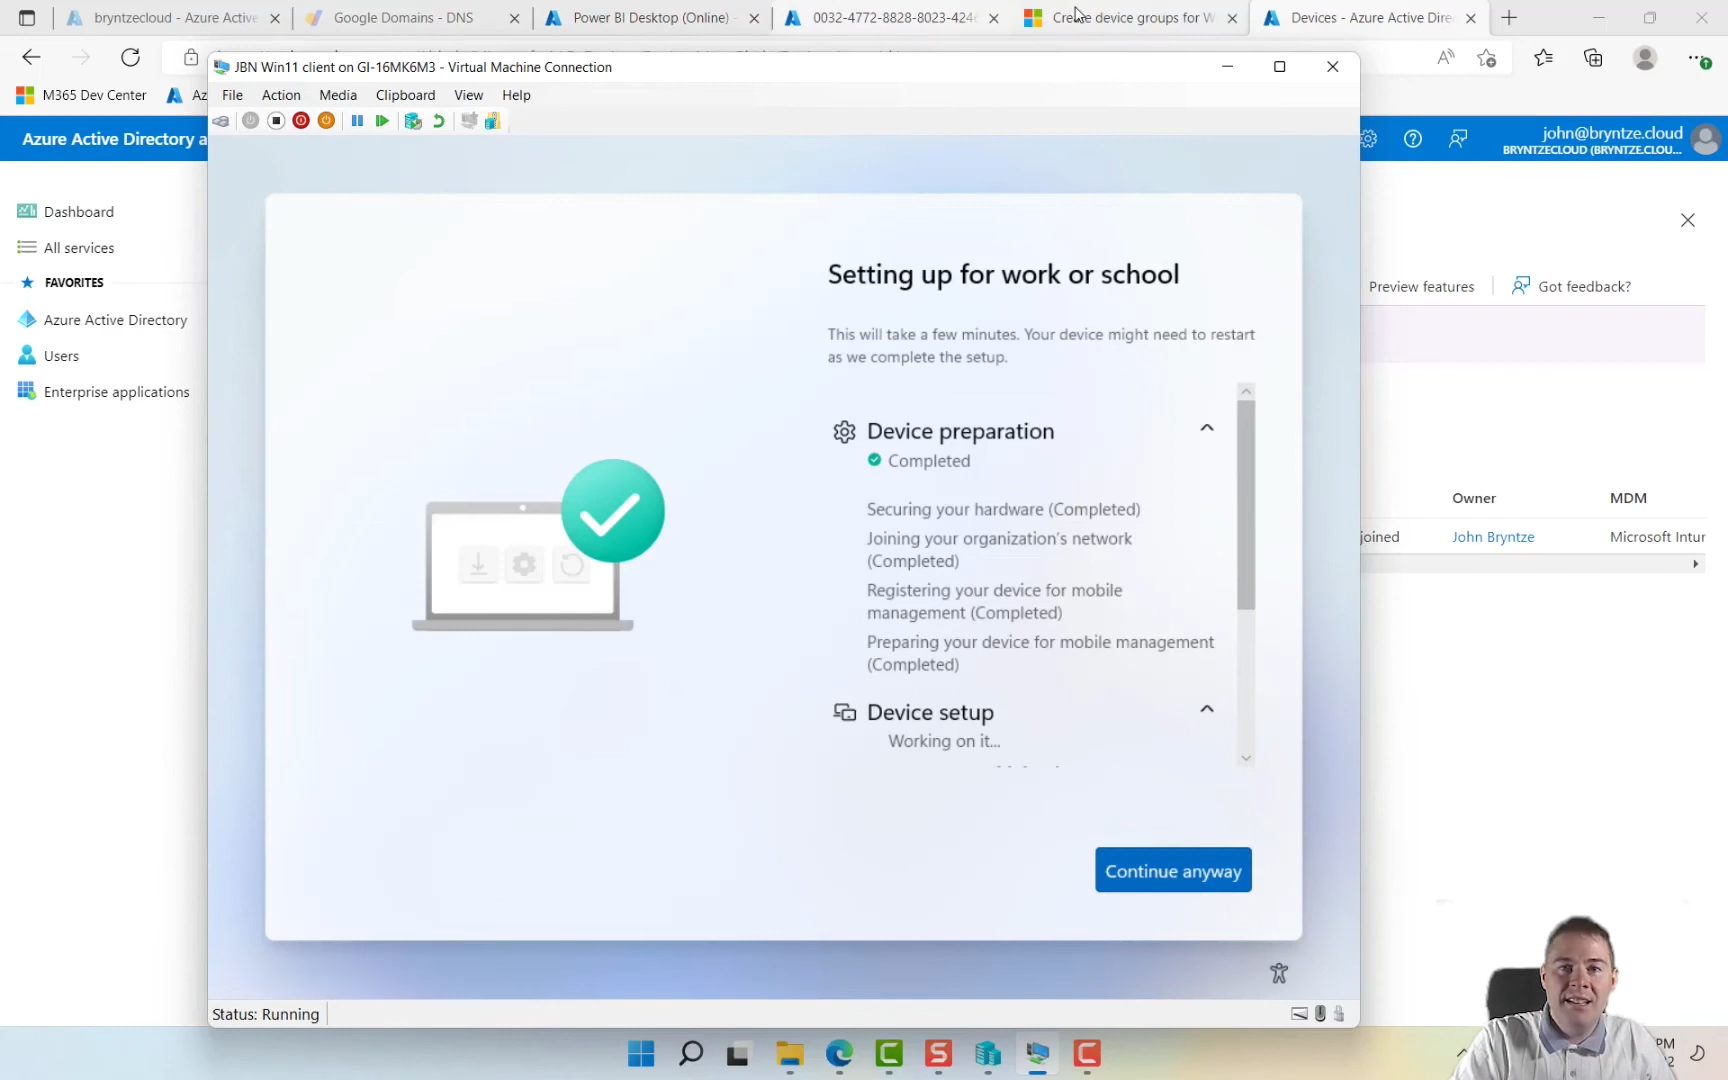 bryntzecloud - Azure Active
Google Domains - DNS
Power BI Desktop (Online) -
0032-4772-8828-8023-4246
Create device groups for W
Devices - Azure Active Dire
M365 Dev Center
Az
JBN Win11 client on GI-16MK6M3 - Virtual Machine Connection
File
Action
Media
Clipboard
View
Help
Azure Active Directory a
john@bryntze.cloud
BRYNTZECLOUD (BRYNTZE.CLOU...
Dashboard
All services
FAVORITES
Azure Active Directory
Users
Enterprise applications
Preview features
Got feedback?
Owner
MDM
joined
John Bryntze
Microsoft Intur
Setting up for work or school
This will take a few minutes. Your device might need to restart
as we complete the setup.
Device preparation
Completed
Securing your hardware (Completed)
Joining your organization's network
(Completed)
Registering your device for mobile
management (Completed)
Preparing your device for mobile management
(Completed)
Device setup
Working on it...
Continue anyway
Status: Running
PM